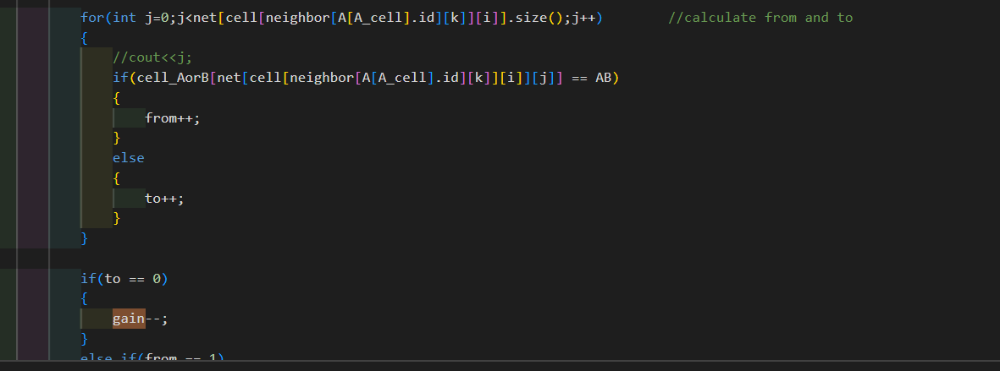 for(int j=0;j<net[cell[neighbor[A[A_cell].id][k]][i]].size();j++) //calculate from and to
{
//cout<<j;
if(cell_AorB[net[cell[neighbor[A[A_cell].id][k]][i]][j]] == AB)
{
from++;
}
else
{
to++;
}
}
if(to == 0)
{
gain--;
}
else if(from == 1)